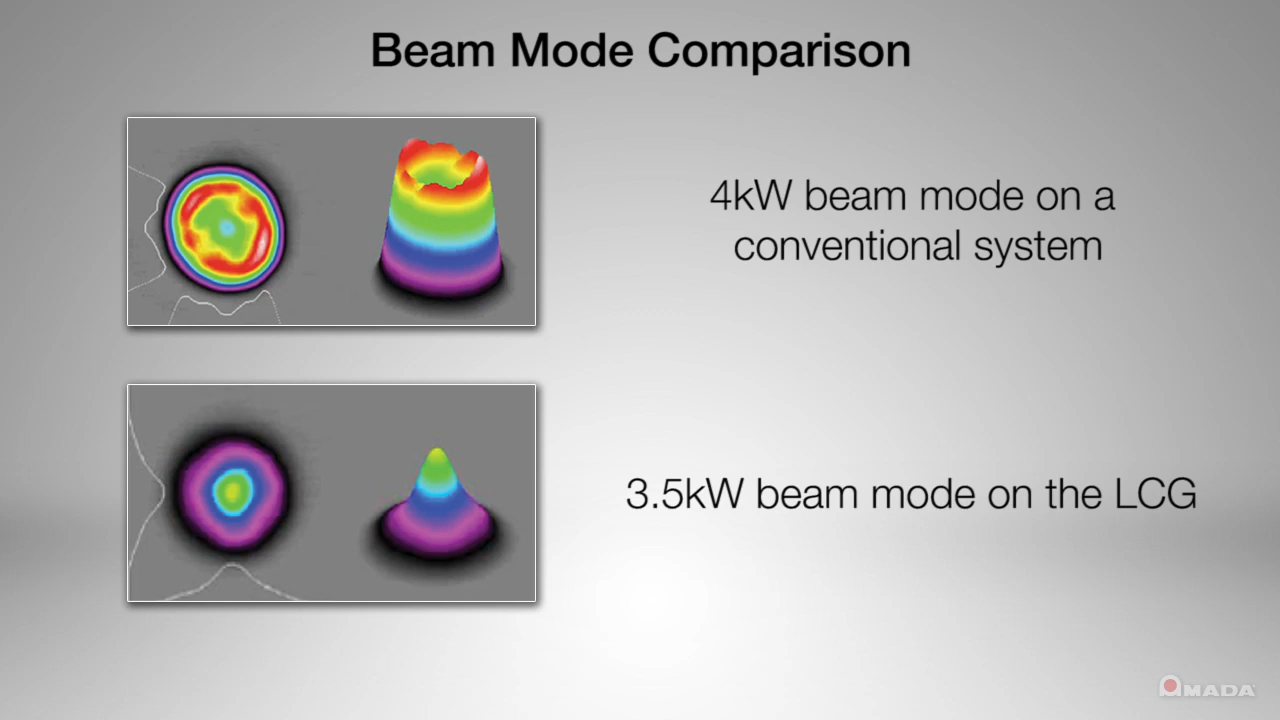 Beam Mode Comparison
4kW beam mode on a
conventional system
3.5kW beam mode on the LCG
AMADA